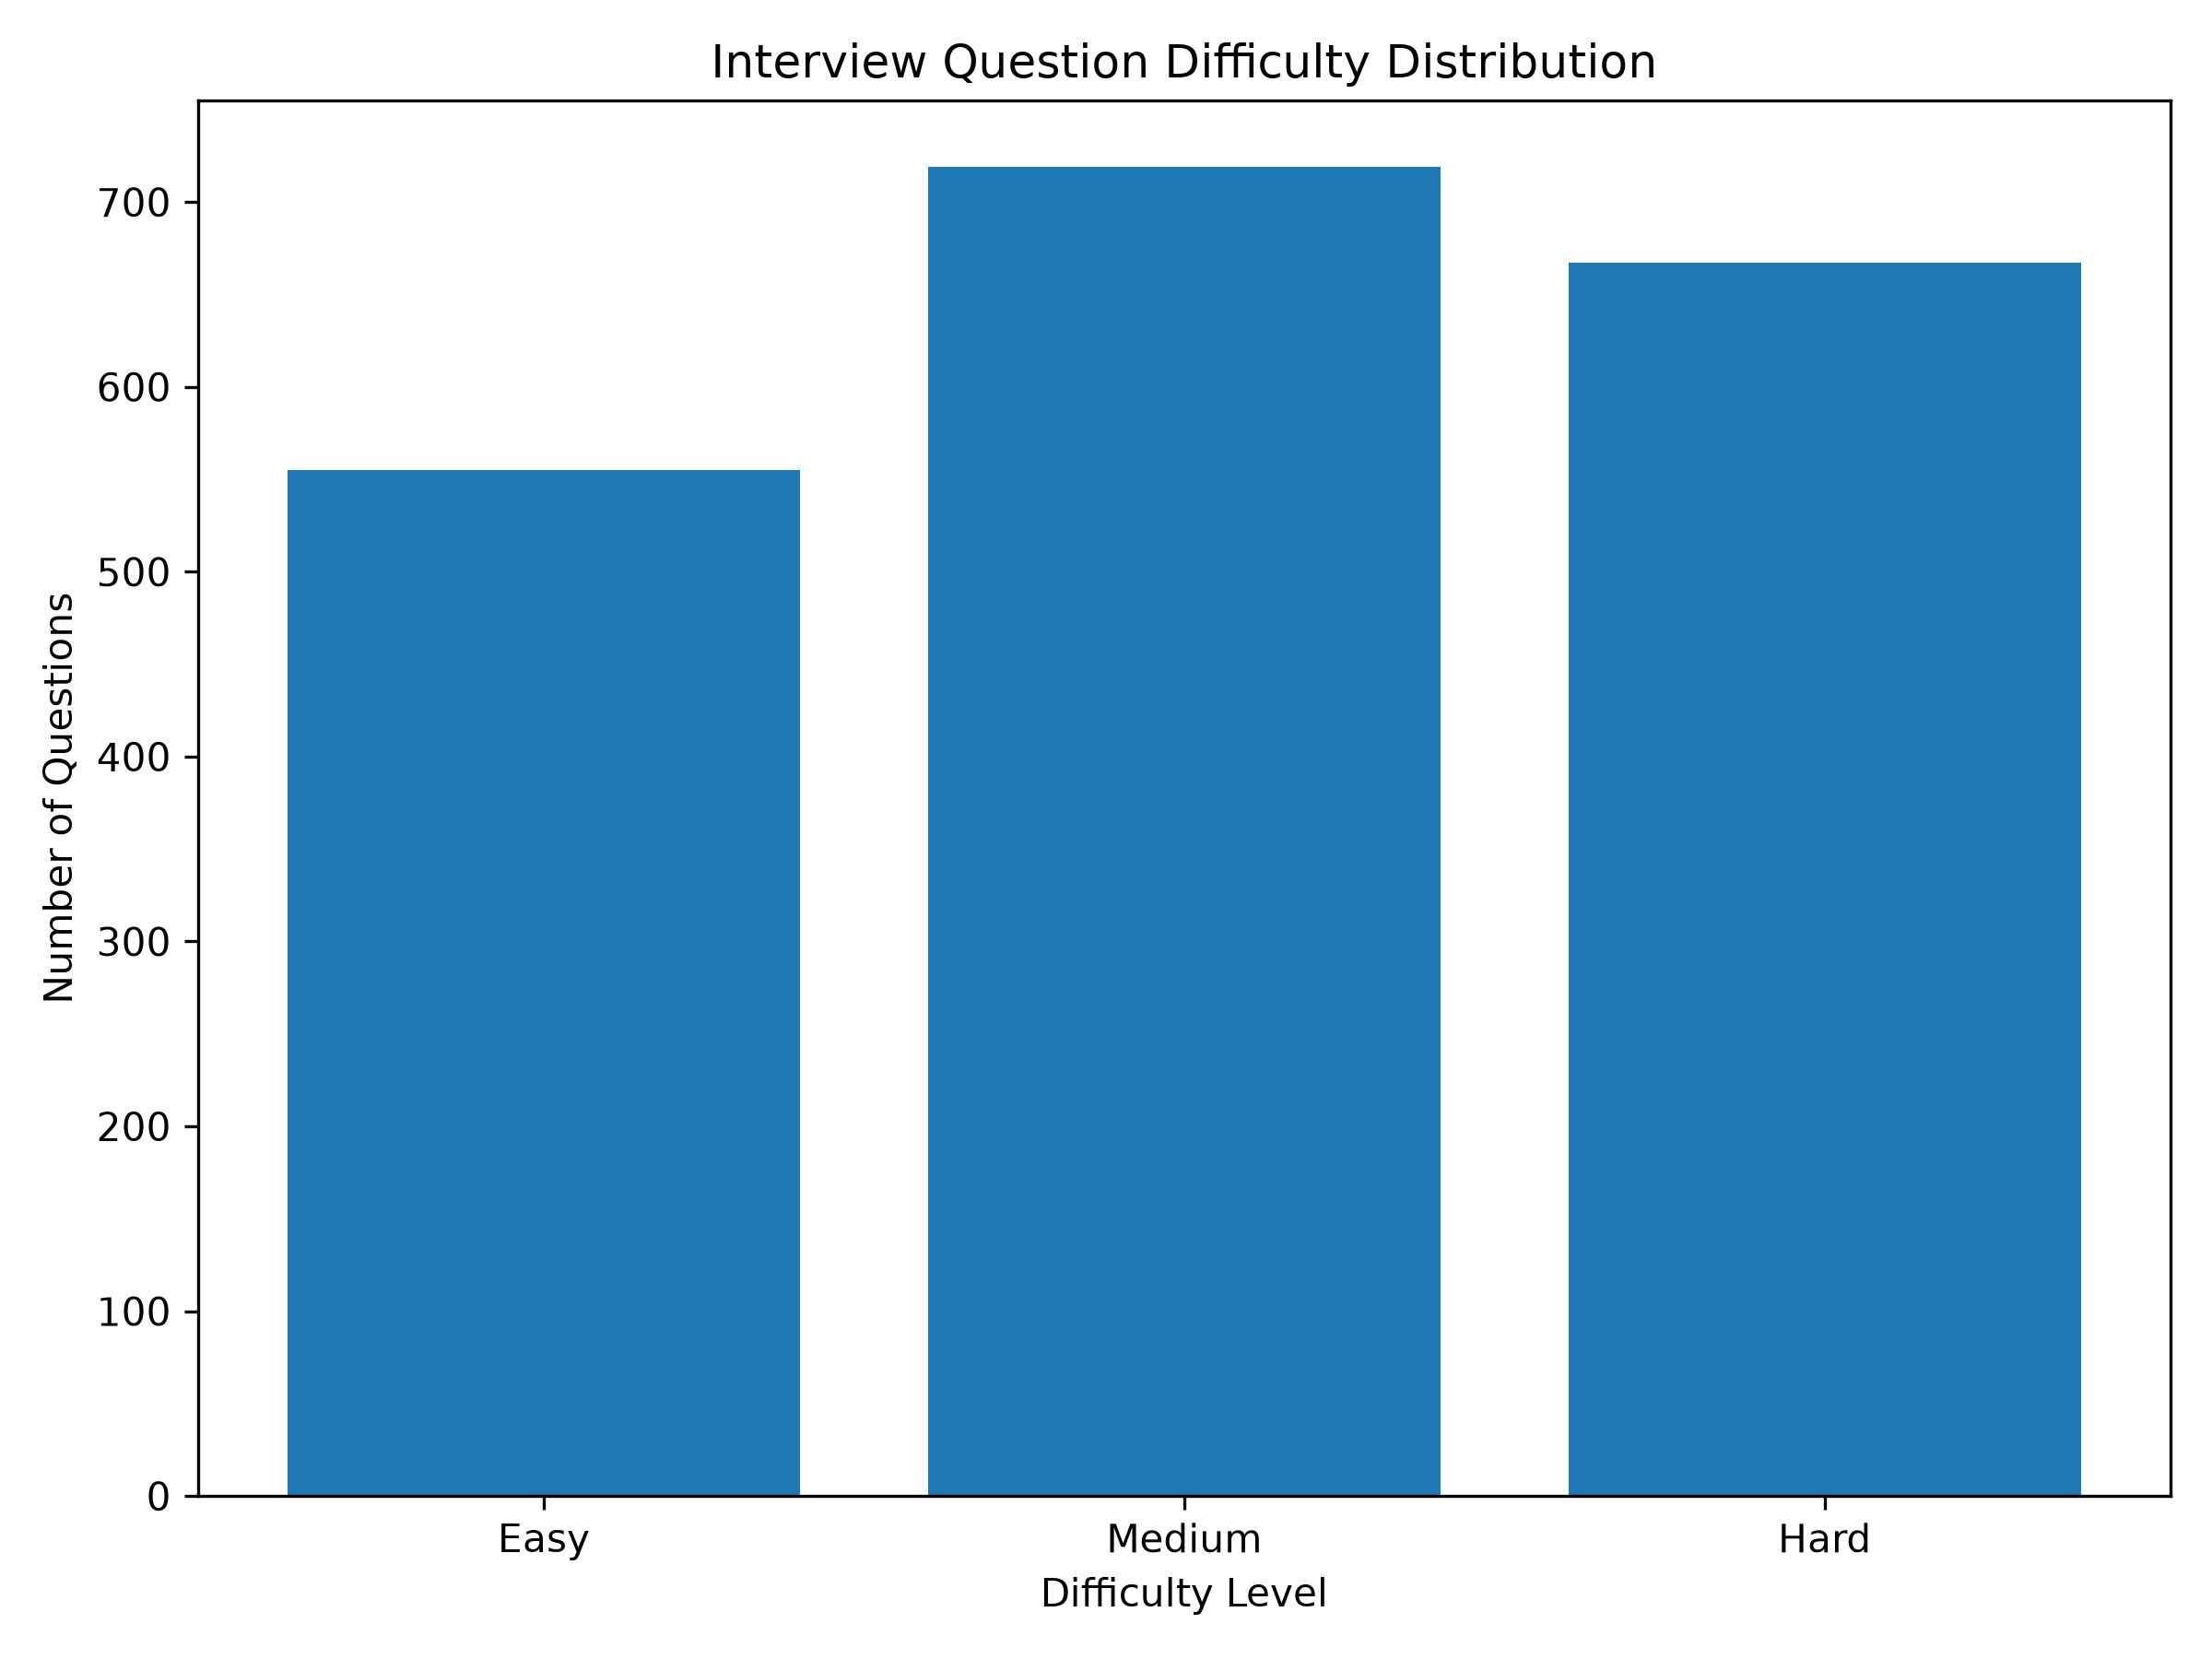 Interview Question Difficulty Distribution
Number of Questions
700
600
500
400
300
200
100
0
Easy
Medium
Hard
Difficulty Level